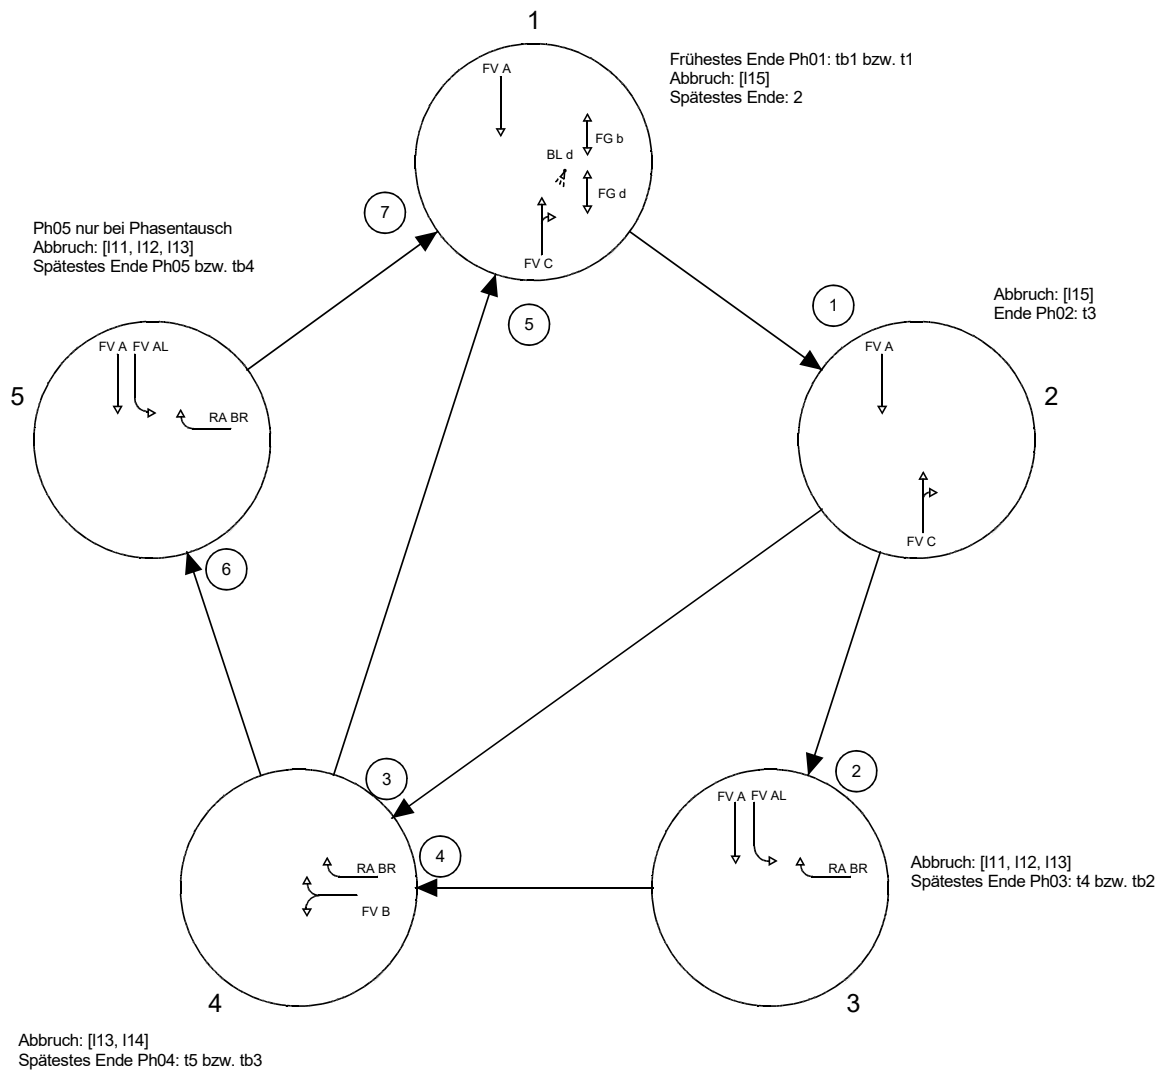 1
Frühestes Ende Ph01: tb1 bzw. t1
Abbruch: [I15]
Spätestes Ende: 2
FV A
FG b
BL d
FG d
FV C
7
Ph05 nur bei Phasentausch
Abbruch: [I11, I12, I13]
Spätestes Ende Ph05 bzw. tb4
5
1
Abbruch: [I15]
Ende Ph02: t3
5
FV A FV AL
RA BR
FV A
FV C
2
6
3
2
4
RA BR
FV B
4
FV A FV AL
RA BR
3
Abbruch: [I11, I12, I13]
Spätestes Ende Ph03: t4 bzw. tb2
Abbruch: [I13, I14]
Spätestes Ende Ph04: t5 bzw. tb3